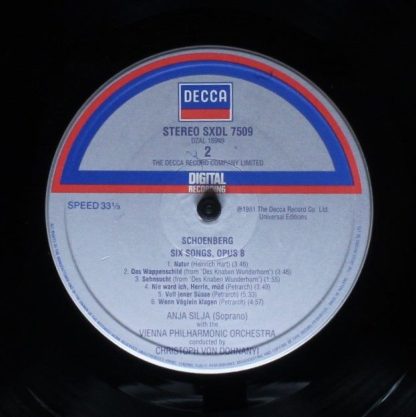 DECCA
STEREO SXDL 7509
2
THE DECCA RECORD COMPANY LIMITED
DIGITAL
RECORDING
SPEED 33⅓
℗1981 The Decca Record Co. Ltd.
Universal Editions
SCHOENBERG
SIX SONGS, OPUS 8
1. Natur (Heinrich Hart) (3.46)
2. Das Wappenschild (from 'Des Knaben Wunderhorn') (3.46)
3. Sehnsucht (from 'Des Knaben Wunderhorn') (1.55)
4. Nie ward ich, Herrin, müd (Petrarch) (3.49)
5. Voll jener Süsse (Petrarch) (5.33)
6. Wenn Vöglein klagen (Petrarch) (4.57)
ANJA SILJA (Soprano)
with the
VIENNA PHILHARMONIC ORCHESTRA
conducted by
CHRISTOPH VON DOHNANYI